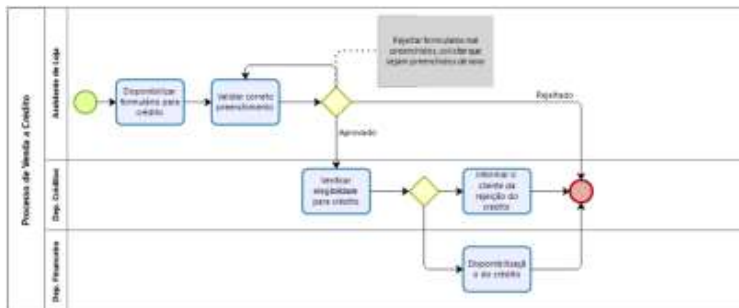 Processo de Venda a Crédito
Assistente de Loja
Disponibilizar
formulário para
crédito
Validar correto
preenchimento
Rejeitar formulários mal
preenchidos,
que
sejam preenchidos de novo
Rejeitado
Aprovado
Dep. Créditos
Verificar
elegibilidade
para crédito
Informar o
cliente da
rejeição do
crédito
Dep. Financeiro
Disponibilizaçã
o do crédito